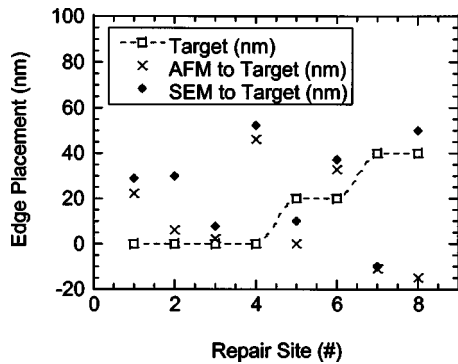 Edge Placement (nm)
100
80
60
40
20
0
-20
Target (nm)
AFM to Target (nm)
SEM to Target (nm)
0 2 4 6 8
Repair Site (#)